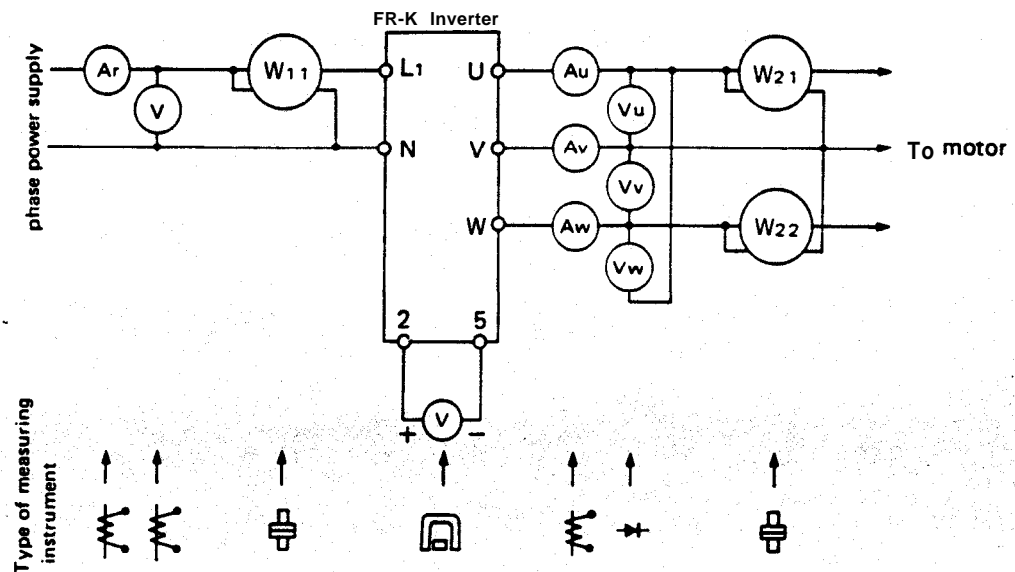 FR-K Inverter
phase power supply
Ar
V
W11
L1
N
U
V
W
Au
Av
Aw
Vu
Vv
Vw
W21
W22
To motor
2
5
V
+
−
Type of measuring
instrument